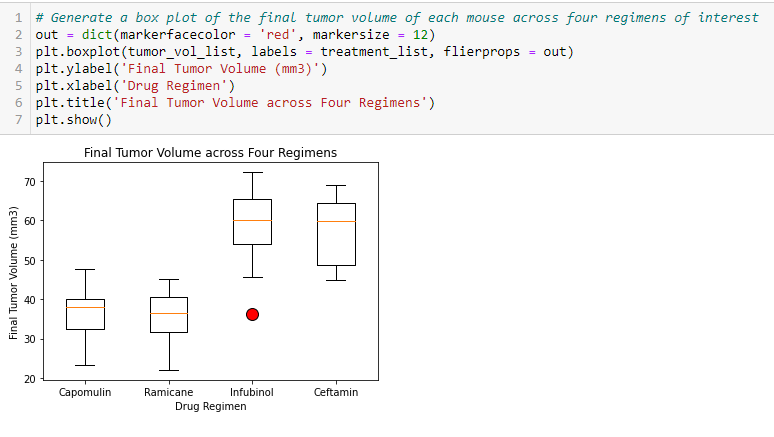 1 # Generate a box plot of the final tumor volume of each mouse across four regimens of interest
2 out = dict(markerfacecolor = 'red', markersize = 12)
3 plt.boxplot(tumor_vol_list, labels = treatment_list, flierprops = out)
4 plt.ylabel('Final Tumor Volume (mm3)')
5 plt.xlabel('Drug Regimen')
6 plt.title('Final Tumor Volume across Four Regimens')
7 plt.show()
Final Tumor Volume across Four Regimens
Final Tumor Volume (mm3)
70
60
50
40
30
20
Capomulin Ramicane Infubinol Ceftamin
Drug Regimen